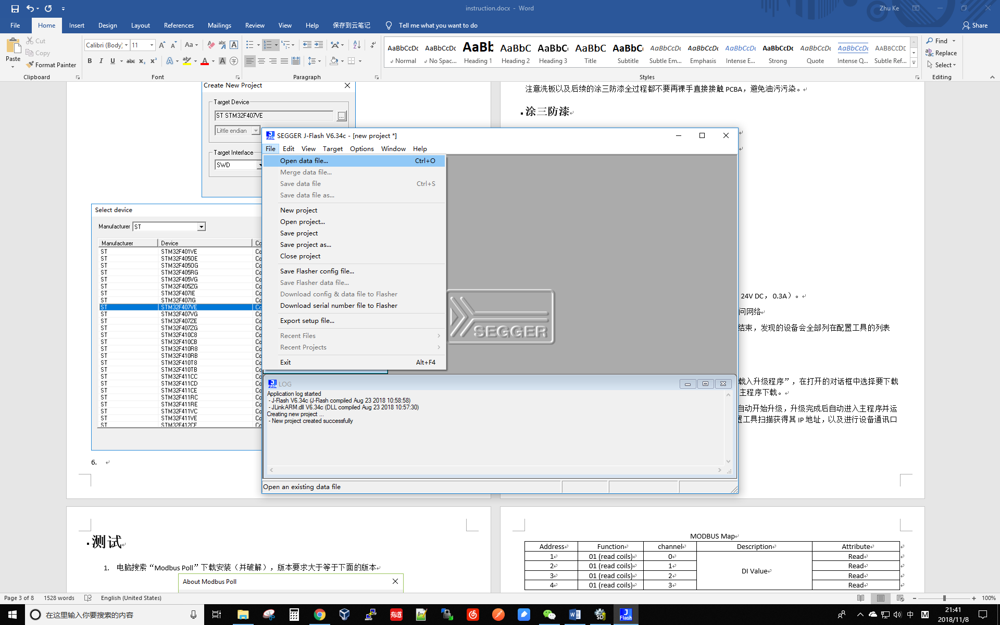 instruction.docx - Word
Zhu Ke
File Home Insert Design Layout References Mailings Review View Help 保存到云笔记 Tell me what you want to do Share
Paste
Cut
Copy
Format Painter
Clipboard
Calibri (Body) 11
Font
Paragraph
AaBbCcDc AaBbCcDc AaBb AaBbC AaBbCc AaBbC AaBbCc AaBbCcDc AaBbCcDc AaBbCcDc AaBbCcDc AaBbCcDc AaBbCcDc AABBCCDE
Normal No Spac... Heading 1 Heading 2 Heading 3 Title Subtitle Subtle Em... Emphasis Intense E... Strong Quote Intense Q... Subtle Ref...
Styles
Find
Replace
Select
Editing
Create New Project
Target Device
ST STM32F407VE
Little endian
Target Interface
SWD
注意洗板以及后续的涂三防漆全过程都不要再裸手直接接触 PCBA，避免油污污染。
涂三防漆
SEGGER J-Flash V6.34c - [new project *]
File Edit View Target Options Window Help
Open data file... Ctrl+O
Merge data file...
Save data file Ctrl+S
Save data file as...
New project
Open project...
Save project
Save project as...
Close project
Save Flasher config file...
Save Flasher data file...
Download config & data file to Flasher
Download serial number file to Flasher
Export setup file...
Recent Files
Recent Projects
Exit Alt+F4
SEGGER
LOG
Application log started
- J-Flash V6.34c (J-Flash compiled Aug 23 2018 10:58:58)
- JLinkARM.dll V6.34c (DLL compiled Aug 23 2018 10:57:30)
Creating new project ...
- New project created successfully
Open an existing data file
Select device
Manufacturer ST
Manufacturer Device Co
ST STM32F401VE Co
ST STM32F405OE Co
ST STM32F405OG Co
ST STM32F405RG Co
ST STM32F405VG Co
ST STM32F405ZG Co
ST STM32F407IE Co
ST STM32F407IG Co
ST STM32F407VE Co
ST STM32F407VG Co
ST STM32F407ZE Co
ST STM32F407ZG Co
ST STM32F410C8 Co
ST STM32F410CB Co
ST STM32F410R8 Co
ST STM32F410RB Co
ST STM32F410T8 Co
ST STM32F410TB Co
ST STM32F411CC Co
ST STM32F411CD Co
ST STM32F411CE Co
ST STM32F411RC Co
ST STM32F411RE Co
ST STM32F411VC Co
ST STM32F411VE Co
ST STM32F412CE Co
6.
24V DC，0.3A）。
问网络
结束，发现的设备会全部列在配置工具的列表
载入升级程序”，在打开的对话框中选择要下载
主程序下载。
自动开始升级，升级完成后自动进入主程序并运
置工具扫描获得其 IP 地址，以及进行设备通讯口
测试
1. 电脑搜索“Modbus Poll”下载安装（并破解），版本要求大于等于下面的版本
About Modbus Poll
MODBUS Map
Address Function channel Description Attribute
1 01 (read coils) 0 Read
2 01 (read coils) 1 Read
DI Value
3 01 (read coils) 2 Read
4 01 (read coils) 3 Read
Page 3 of 8 1528 words English (United States) 100%
在这里输入你要搜索的内容
有道
SD
J Flash
中 M
21:41
2018/11/8